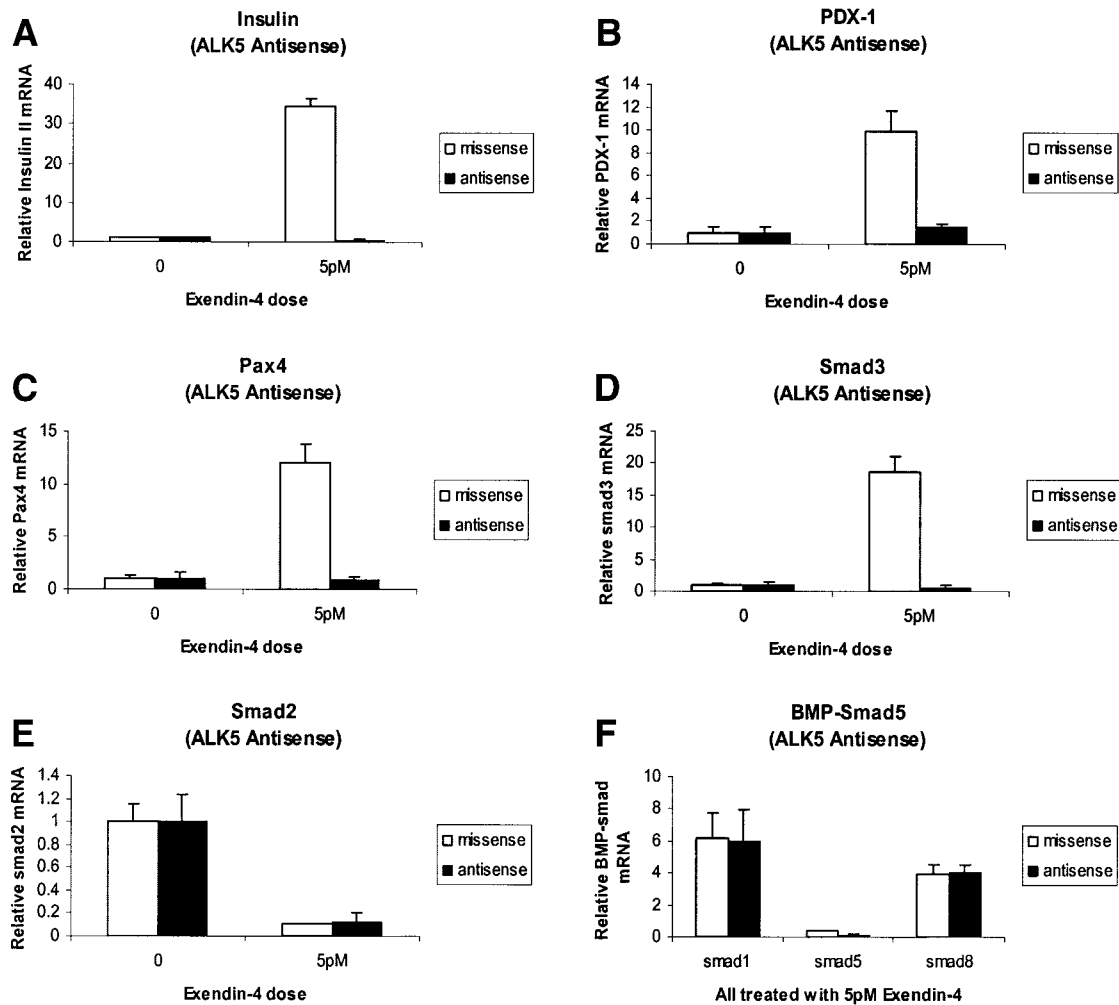 A
Insulin
(ALK5 Antisense)
Relative Insulin II mRNA
40
30
20
10
0
0
5pM
Exendin-4 dose
missense
antisense
B
PDX-1
(ALK5 Antisense)
Relative PDX-1 mRNA
14
12
10
8
6
4
2
0
0
5pM
Exendin-4 dose
missense
antisense
C
Pax4
(ALK5 Antisense)
Relative Pax4 mRNA
15
10
5
0
0
5pM
Exendin-4 dose
missense
antisense
D
Smad3
(ALK5 Antisense)
Relative smad3 mRNA
25
20
15
10
5
0
0
5pM
Exendin-4 dose
missense
antisense
E
Smad2
(ALK5 Antisense)
Relative smad2 mRNA
1.4
1.2
1
0.8
0.6
0.4
0.2
0
0
5pM
Exendin-4 dose
missense
antisense
F
BMP-Smad5
(ALK5 Antisense)
Relative BMP-smad
mRNA
10
8
6
4
2
0
smad1
smad5
smad8
All treated with 5pM Exendin-4
missense
antisense